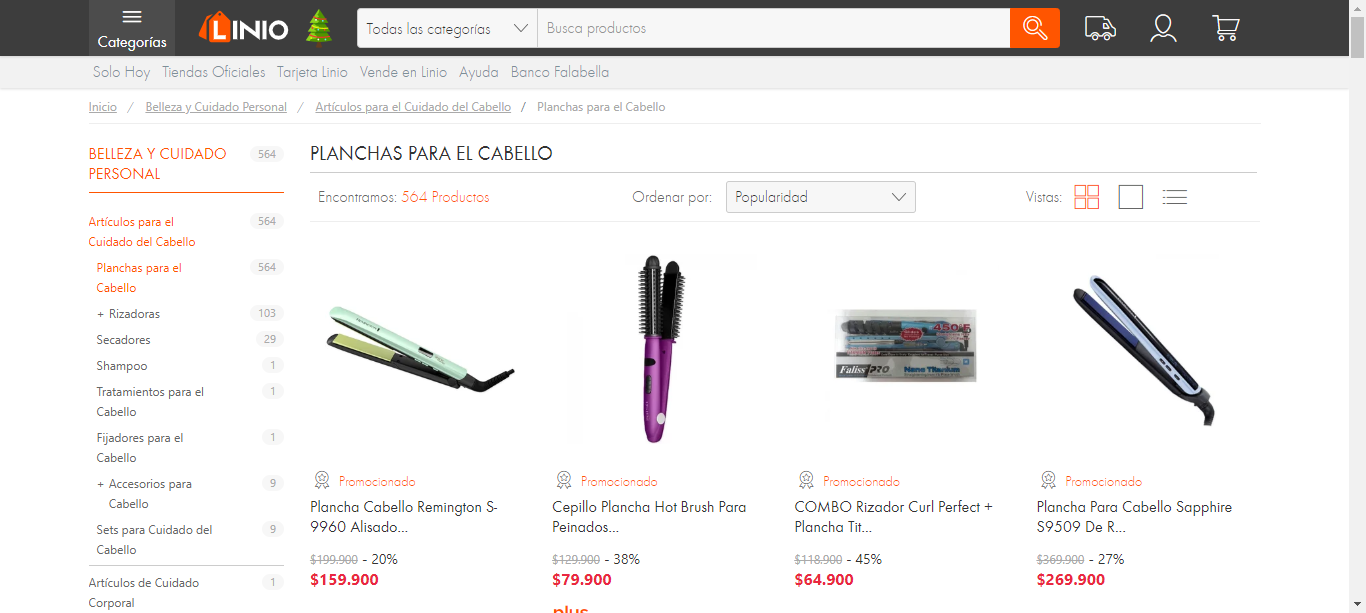 Categorías
LINIO
Todas las categorías
Busca productos
Solo Hoy Tiendas Oficiales Tarjeta Linio Vende en Linio Ayuda Banco Falabella
Inicio / Belleza y Cuidado Personal / Artículos para el Cuidado del Cabello / Planchas para el Cabello
BELLEZA Y CUIDADO 564
PERSONAL
Artículos para el 564
Cuidado del Cabello
Planchas para el 564
Cabello
+ Rizadoras 103
Secadores 29
Shampoo 1
Tratamientos para el 1
Cabello
Fijadores para el 1
Cabello
+ Accesorios para 9
Cabello
Sets para Cuidado del 9
Cabello
Artículos de Cuidado 1
Corporal
PLANCHAS PARA EL CABELLO
Encontramos: 564 Productos
Ordenar por: Popularidad
Vistas:
Promocionado
Plancha Cabello Remington S-
9960 Alisado...
$199.900 - 20%
$159.900
Promocionado
Cepillo Plancha Hot Brush Para
Peinados...
$129.900 - 38%
$79.900
plus
450°F
Faliss PRO
Nano Titanium
Promocionado
COMBO Rizador Curl Perfect +
Plancha Tit...
$118.900 - 45%
$64.900
Promocionado
Plancha Para Cabello Sapphire
S9509 De R...
$369.900 - 27%
$269.900